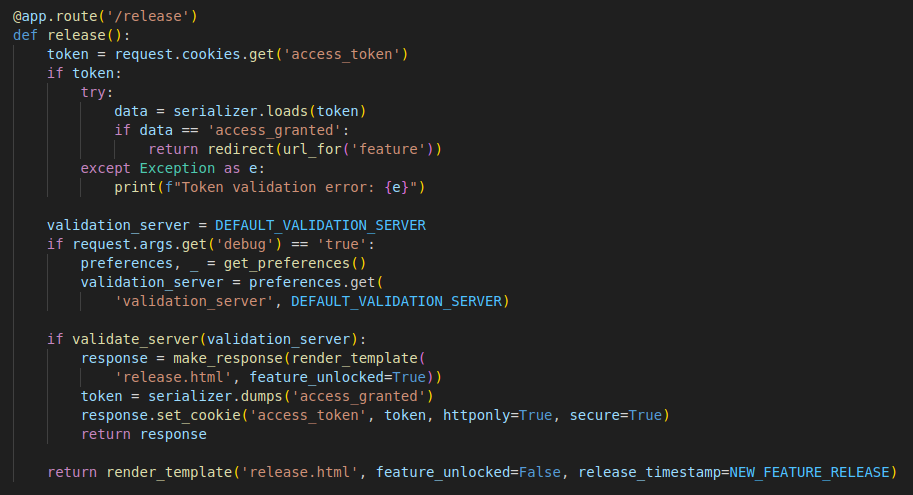 @app.route('/release')
def release():
    token = request.cookies.get('access_token')
    if token:
        try:
            data = serializer.loads(token)
            if data == 'access_granted':
                return redirect(url_for('feature'))
        except Exception as e:
            print(f"Token validation error: {e}")

    validation_server = DEFAULT_VALIDATION_SERVER
    if request.args.get('debug') == 'true':
        preferences, _ = get_preferences()
        validation_server = preferences.get(
            'validation_server', DEFAULT_VALIDATION_SERVER)

    if validate_server(validation_server):
        response = make_response(render_template(
            'release.html', feature_unlocked=True))
        token = serializer.dumps('access_granted')
        response.set_cookie('access_token', token, httponly=True, secure=True)
        return response

    return render_template('release.html', feature_unlocked=False, release_timestamp=NEW_FEATURE_RELEASE)